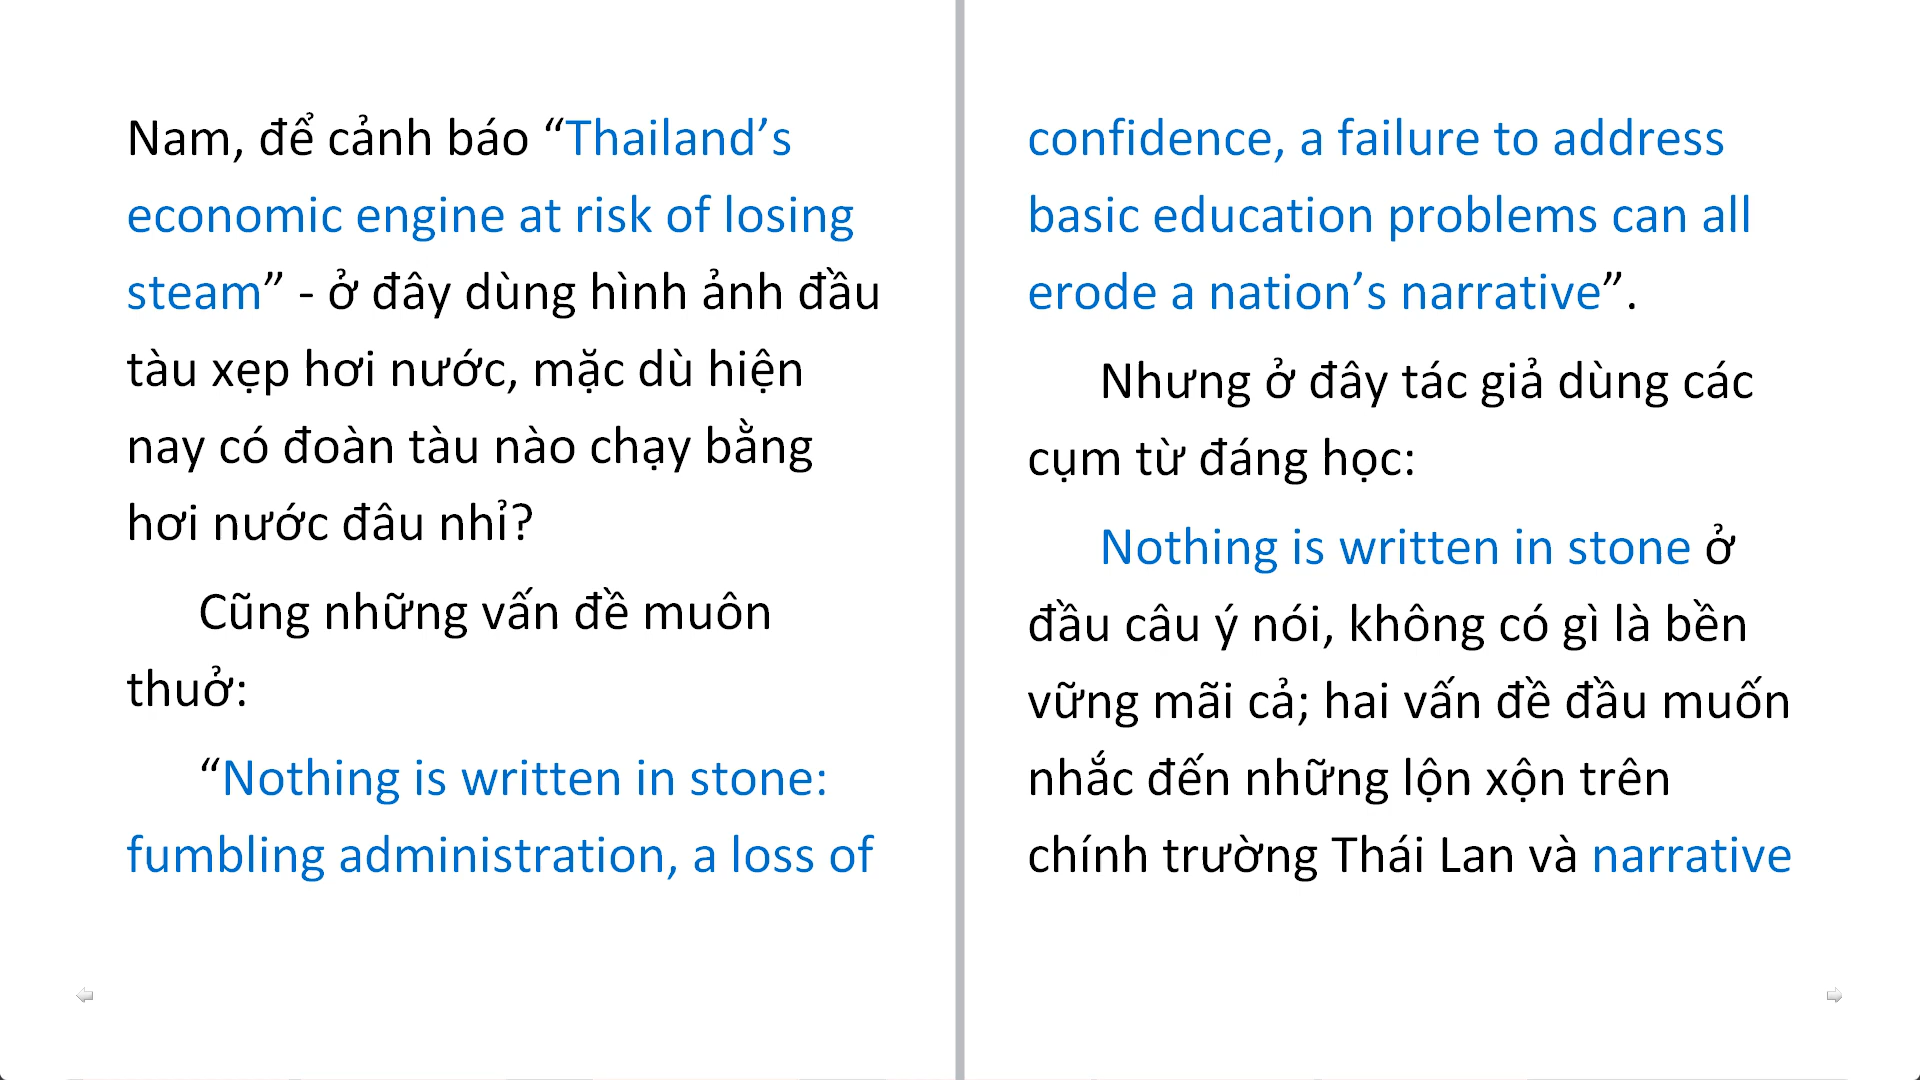 Nam, để cảnh báo “Thailand’s
economic engine at risk of losing
steam” - ở đây dùng hình ảnh đầu
tàu xẹp hơi nước, mặc dù hiện
nay có đoàn tàu nào chạy bằng
hơi nước đâu nhỉ?
Cũng những vấn đề muôn
thuở:
“Nothing is written in stone:
fumbling administration, a loss of
confidence, a failure to address
basic education problems can all
erode a nation’s narrative”.
Nhưng ở đây tác giả dùng các
cụm từ đáng học:
Nothing is written in stone ở
đầu câu ý nói, không có gì là bền
vững mãi cả; hai vấn đề đầu muốn
nhắc đến những lộn xộn trên
chính trường Thái Lan và narrative